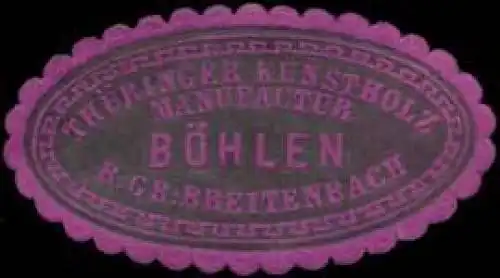 THÜRINGER KUNSTHOLZ
MANUFACTUR
BÖHLEN
B. GR: BREITENBACH